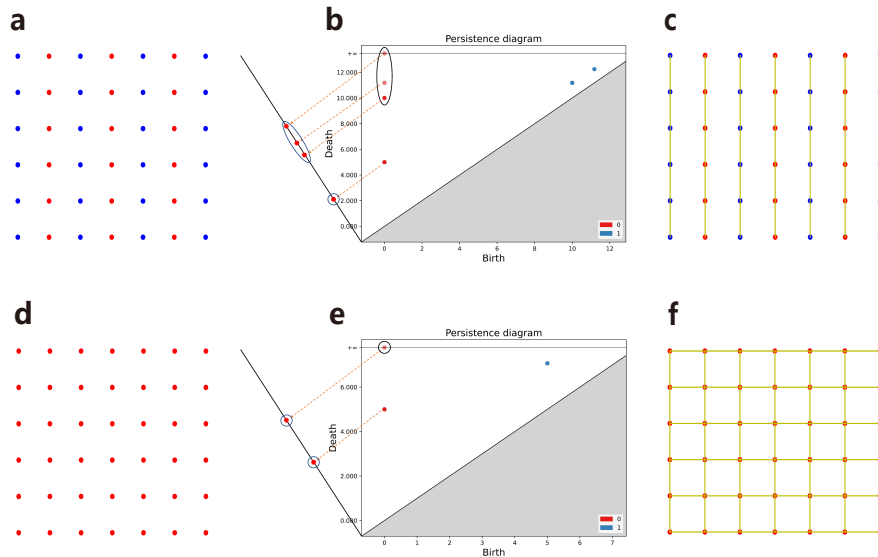 a
b
c
Persistence diagram
+∞
12.000
10.000
8.000
6.000
4.000
2.000
0.000
Death
0 2 4 6 8 10 12
Birth
0
1
d
e
f
Persistence diagram
+∞
6.000
4.000
2.000
0.000
Death
0 1 2 3 4 5 6 7
Birth
0
1